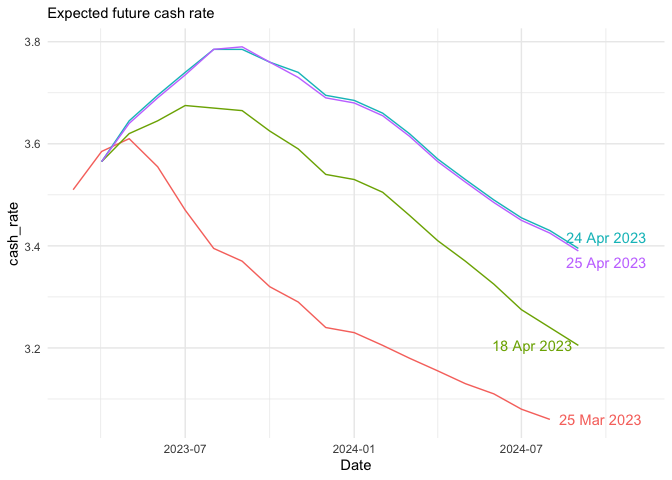 Expected future cash rate
3.8
3.6
3.4
3.2
cash_rate
24 Apr 2023
25 Apr 2023
18 Apr 2023
25 Mar 2023
2023-07
2024-01
2024-07
Date